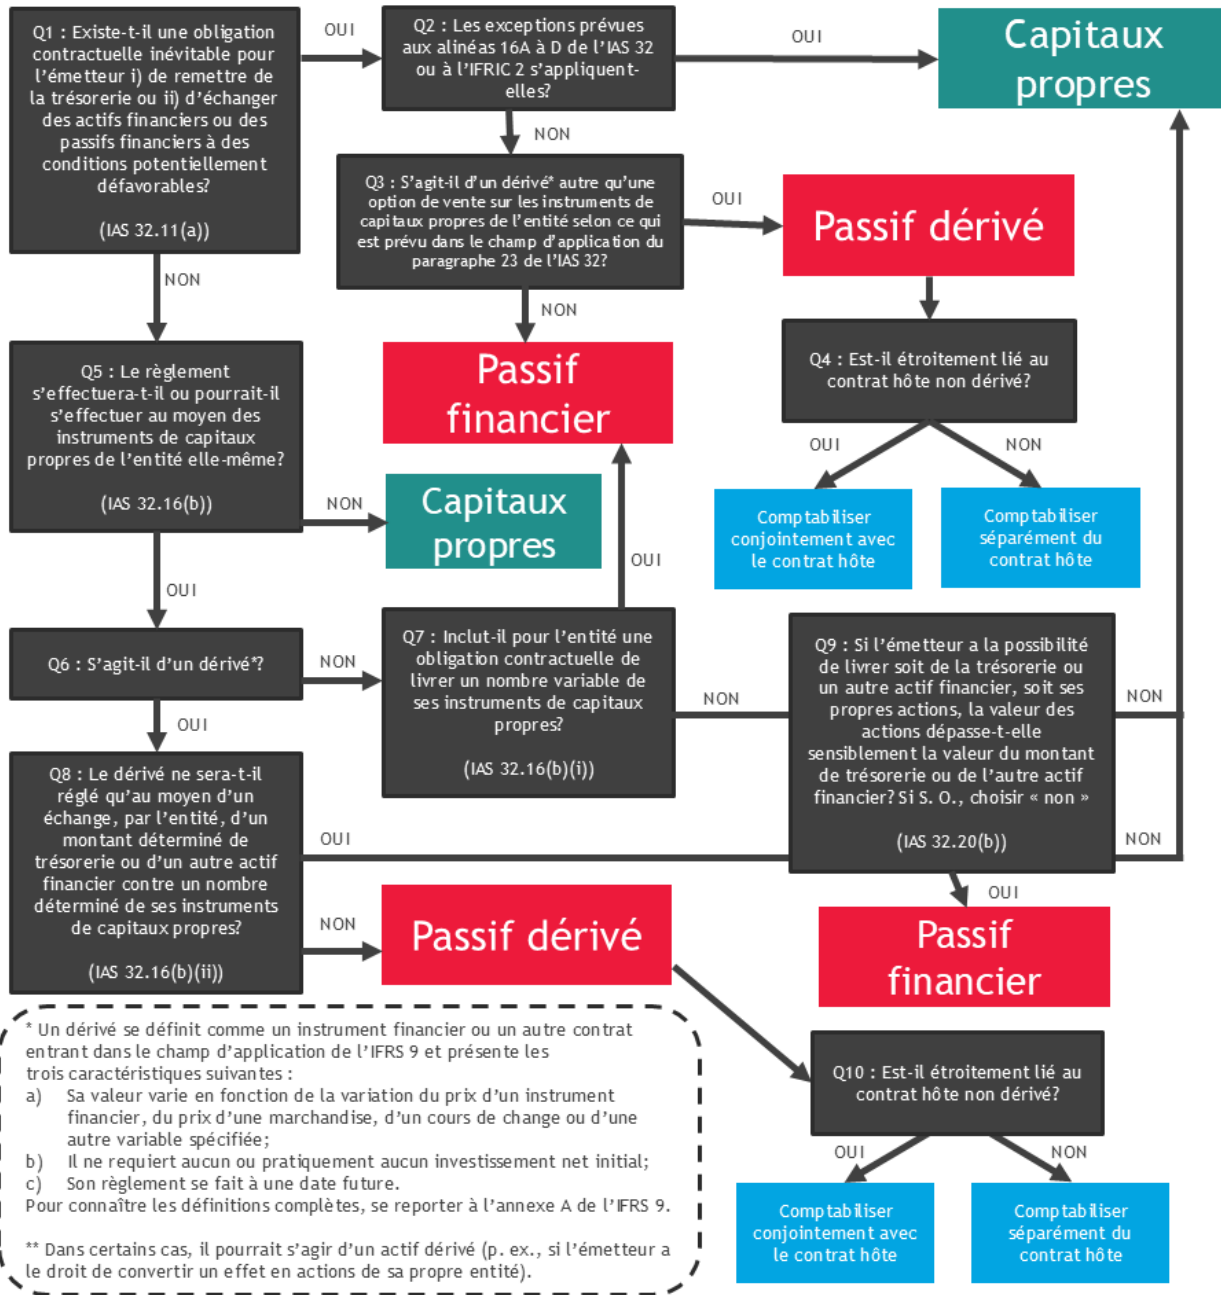 Q1 : Existe-t-il une obligation
contractuelle inévitable pour
l'émetteur i) de remettre de
la trésorerie ou ii) d'échanger
des actifs financiers ou des
passifs financiers à des
conditions potentiellement
défavorables?
(IAS 32.11(a))
OUI
Q2 : Les exceptions prévues
aux alinéas 16A à D de l'IAS 32
ou à l'IFRIC 2 s'appliquent-
elles?
OUI
Capitaux
propres
NON
NON
Q3 : S'agit-il d'un dérivé* autre qu'une
option de vente sur les instruments de
capitaux propres de l'entité selon ce qui
est prévu dans le champ d'application du
paragraphe 23 de l'IAS 32?
OUI
Passif dérivé
NON
Passif
financier
Q4 : Est-il étroitement lié au
contrat hôte non dérivé?
OUI
NON
Comptabiliser
conjointement avec
le contrat hôte
Comptabiliser
séparément du
contrat hôte
Q5 : Le règlement
s'effectuera-t-il ou pourrait-il
s'effectuer au moyen des
instruments de capitaux
propres de l'entité elle-même?
(IAS 32.16(b))
NON
Capitaux
propres
OUI
OUI
Q6 : S'agit-il d'un dérivé*?
NON
Q7 : Inclut-il pour l'entité une
obligation contractuelle de
livrer un nombre variable de
ses instruments de capitaux
propres?
(IAS 32.16(b)(i))
NON
Q9 : Si l'émetteur a la possibilité
de livrer soit de la trésorerie ou
un autre actif financier, soit ses
propres actions, la valeur des
actions dépasse-t-elle
sensiblement la valeur du montant
de trésorerie ou de l'autre actif
financier? Si S. O., choisir « non »
(IAS 32.20(b))
NON
NON
OUI
Passif
financier
OUI
Q8 : Le dérivé ne sera-t-il
réglé qu'au moyen d'un
échange, par l'entité, d'un
montant déterminé de
trésorerie ou d'un autre actif
financier contre un nombre
déterminé de ses instruments
de capitaux propres?
(IAS 32.16(b)(ii))
OUI
NON
Passif dérivé
Q10 : Est-il étroitement lié au
contrat hôte non dérivé?
OUI
NON
Comptabiliser
conjointement avec
le contrat hôte
Comptabiliser
séparément du
contrat hôte
* Un dérivé se définit comme un instrument financier ou un autre contrat
entrant dans le champ d'application de l'IFRS 9 et présente les
trois caractéristiques suivantes :
a) Sa valeur varie en fonction de la variation du prix d'un instrument
financier, du prix d'une marchandise, d'un cours de change ou d'une
autre variable spécifiée;
b) Il ne requiert aucun ou pratiquement aucun investissement net initial;
c) Son règlement se fait à une date future.
Pour connaître les définitions complètes, se reporter à l'annexe A de l'IFRS 9.
** Dans certains cas, il pourrait s'agir d'un actif dérivé (p. ex., si l'émetteur a
le droit de convertir un effet en actions de sa propre entité).